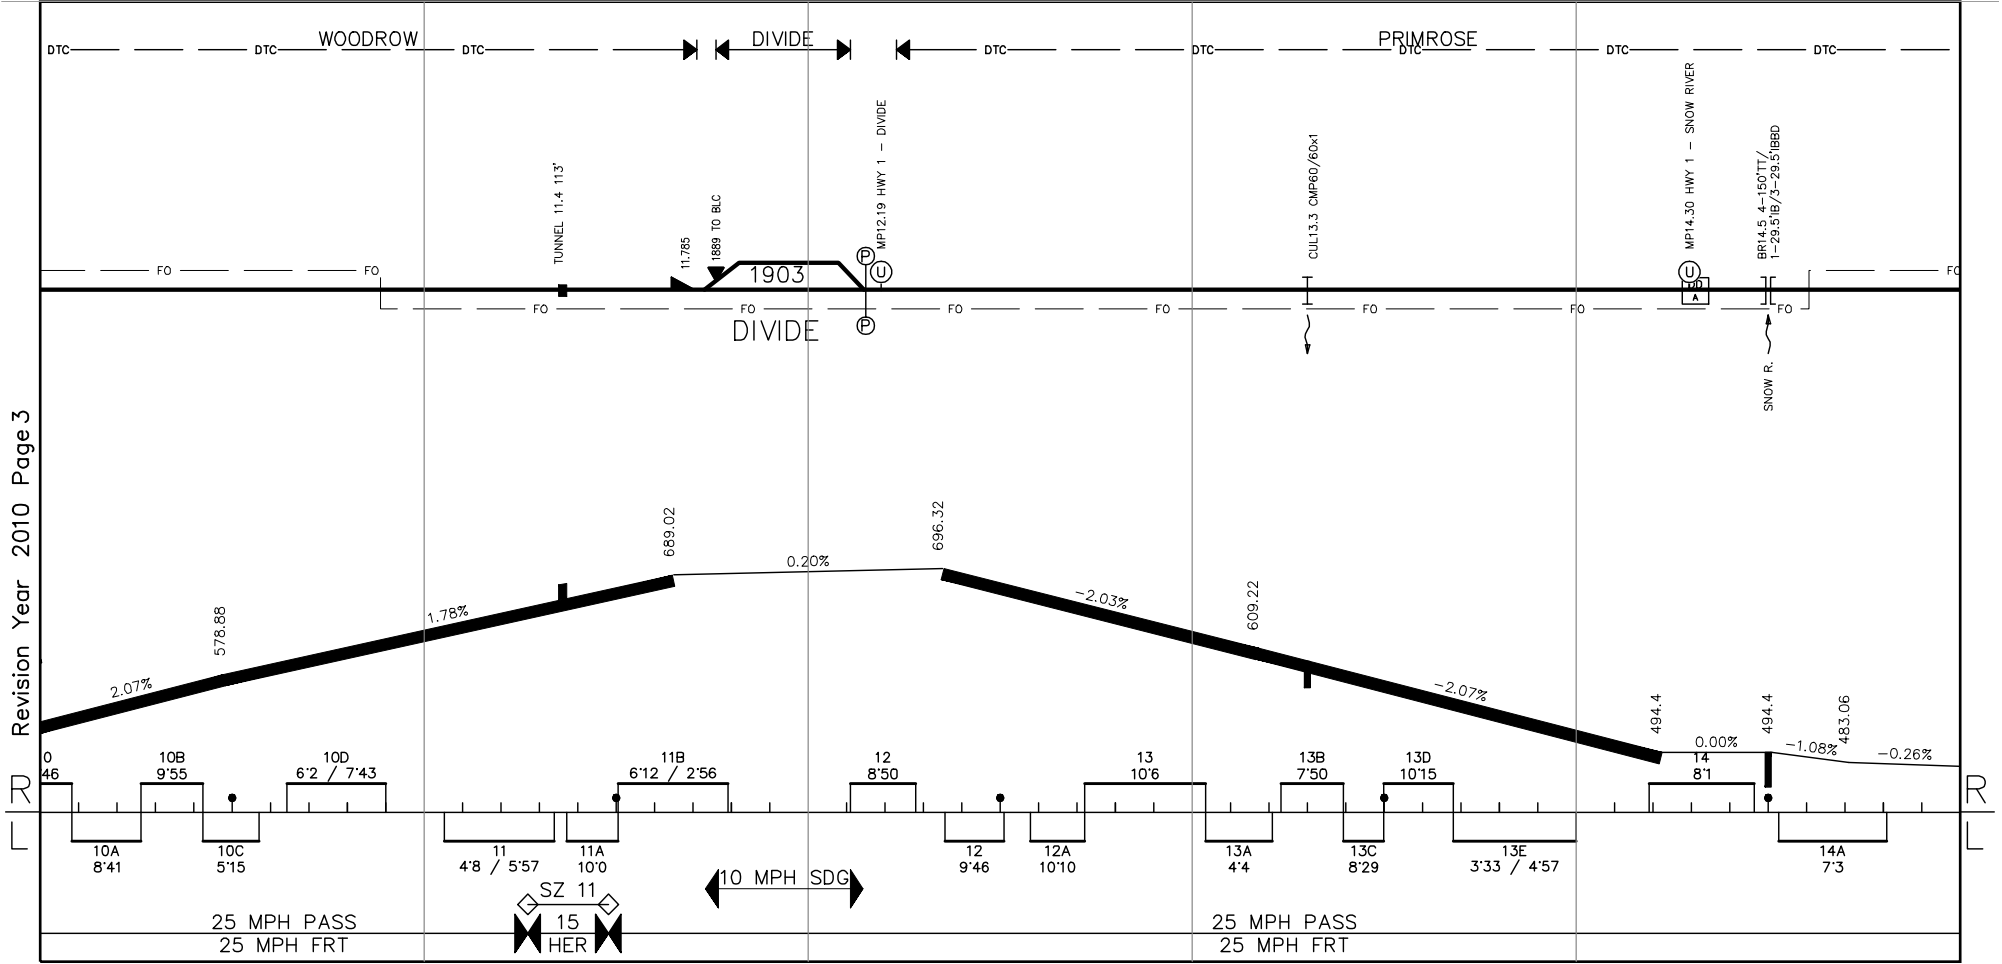 WOODROW
DIVIDE
PRIMROSE
DTC DTC DTC DTC DTC DTC DTC DTC
TUNNEL 11.4 113'
11.785
1889 TO BLC
MP12.19 HWY 1 - DIVIDE
CUL13.3 CMP60/60x1
MP14.30 HWY 1 - SNOW RIVER
BR14.5 4-150'TT/
1-29.5'IB/3-29.5'IBBD
FO FO FO
P
U
U
1903
A
FO FO FO FO FO FO FO
DIVIDE
P
SNOW R.
Revision Year 2010 Page 3
578.88
689.02
696.32
609.22
494.4
494.4
483.06
2.07%
1.78%
0.20%
-2.03%
-2.07%
0.00%
-1.08%
-0.26%
R
0
46
10B
9°55
10D
6°2 / 7°43
11B
6°12 / 2°56
12
8°50
13
10°6
13B
7°50
13D
10°15
14
8°1
R
L
10A
8°41
10C
5°15
11
4°8 / 5°57
11A
10°0
12
9°46
12A
10°10
13A
4°4
13C
8°29
13E
3°33 / 4°57
14A
7°3
L
10 MPH SDG
SZ 11
25 MPH PASS
15
25 MPH PASS
25 MPH FRT
HER
25 MPH FRT